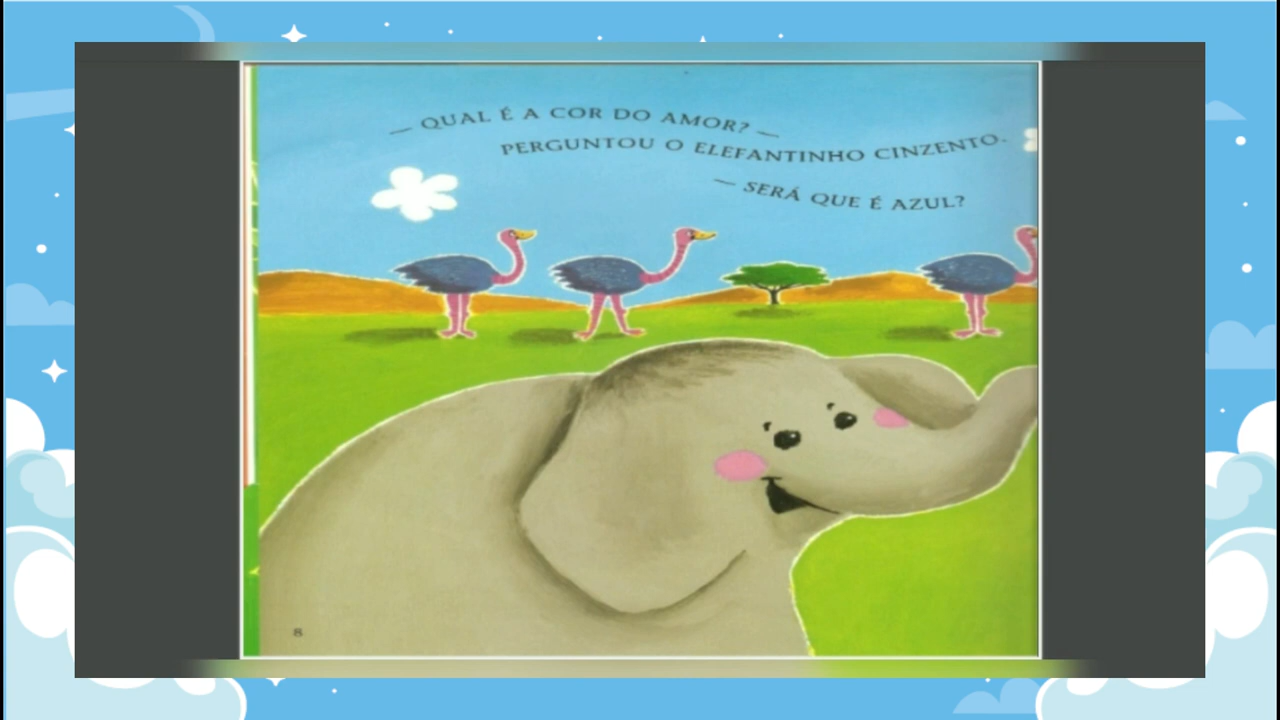 — QUAL É A COR DO AMOR? —
PERGUNTOU O ELEFANTINHO CINZENTO.
— SERÁ QUE É AZUL?
8